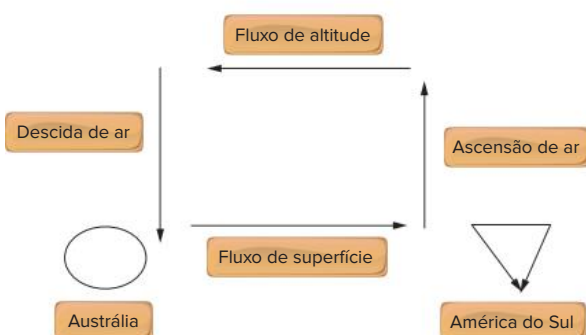 Fluxo de altitude
Descida de ar
Ascensão de ar
Fluxo de superfície
Austrália
América do Sul